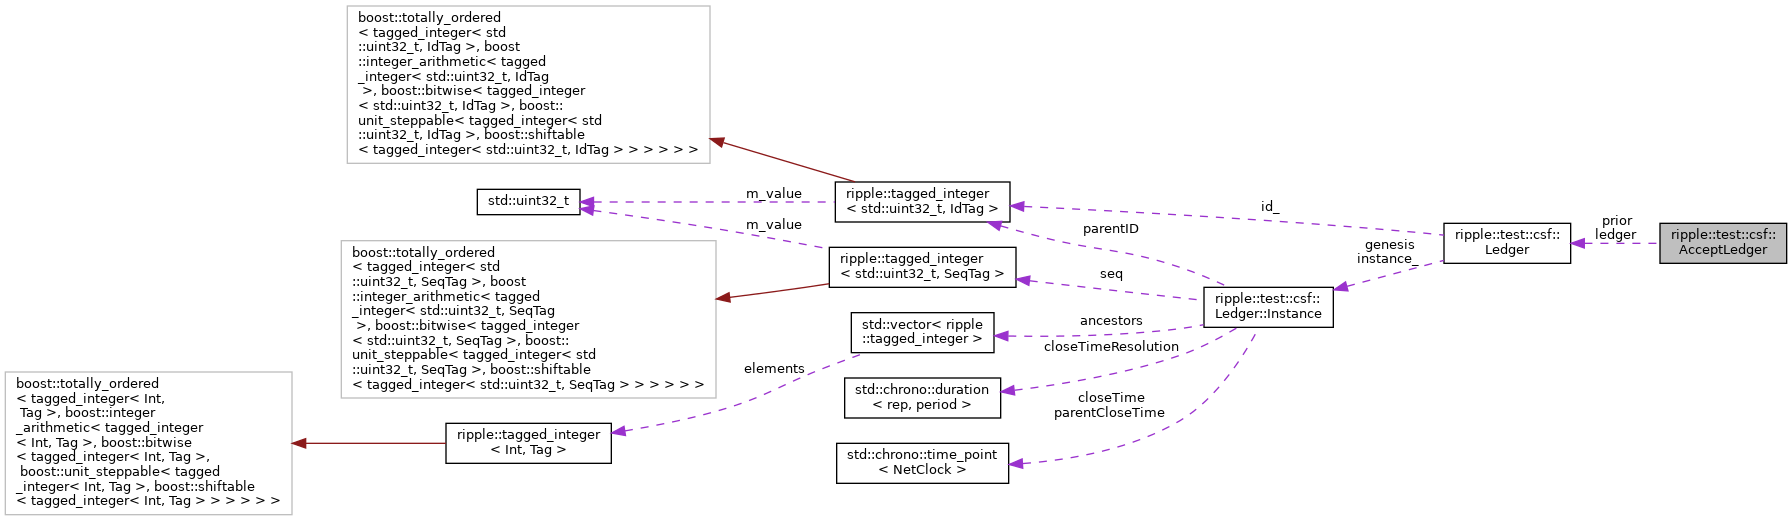 boost::totally_ordered
< tagged_integer< std
::uint32_t, IdTag >, boost
::integer_arithmetic< tagged
_integer< std::uint32_t, IdTag
 >, boost::bitwise< tagged_integer
< std::uint32_t, IdTag >, boost::
unit_steppable< tagged_integer< std
::uint32_t, IdTag >, boost::shiftable
< tagged_integer< std::uint32_t, IdTag > > > > > >
std::uint32_t
m_value
m_value
ripple::tagged_integer
< std::uint32_t, IdTag >
id_
parentID
prior
ledger
ripple::test::csf::
Ledger
ripple::test::csf::
AcceptLedger
genesis
instance_
boost::totally_ordered
< tagged_integer< std
::uint32_t, SeqTag >, boost
::integer_arithmetic< tagged
_integer< std::uint32_t, SeqTag
 >, boost::bitwise< tagged_integer
< std::uint32_t, SeqTag >, boost::
unit_steppable< tagged_integer< std
::uint32_t, SeqTag >, boost::shiftable
< tagged_integer< std::uint32_t, SeqTag > > > > > >
ripple::tagged_integer
< std::uint32_t, SeqTag >
seq
ripple::test::csf::
Ledger::Instance
std::vector< ripple
::tagged_integer >
ancestors
closeTimeResolution
elements
std::chrono::duration
< rep, period >
closeTime
parentCloseTime
boost::totally_ordered
< tagged_integer< Int,
 Tag >, boost::integer
_arithmetic< tagged_integer
< Int, Tag >, boost::bitwise
< tagged_integer< Int, Tag >,
 boost::unit_steppable< tagged
_integer< Int, Tag >, boost::shiftable
< tagged_integer< Int, Tag > > > > > >
ripple::tagged_integer
< Int, Tag >
std::chrono::time_point
< NetClock >